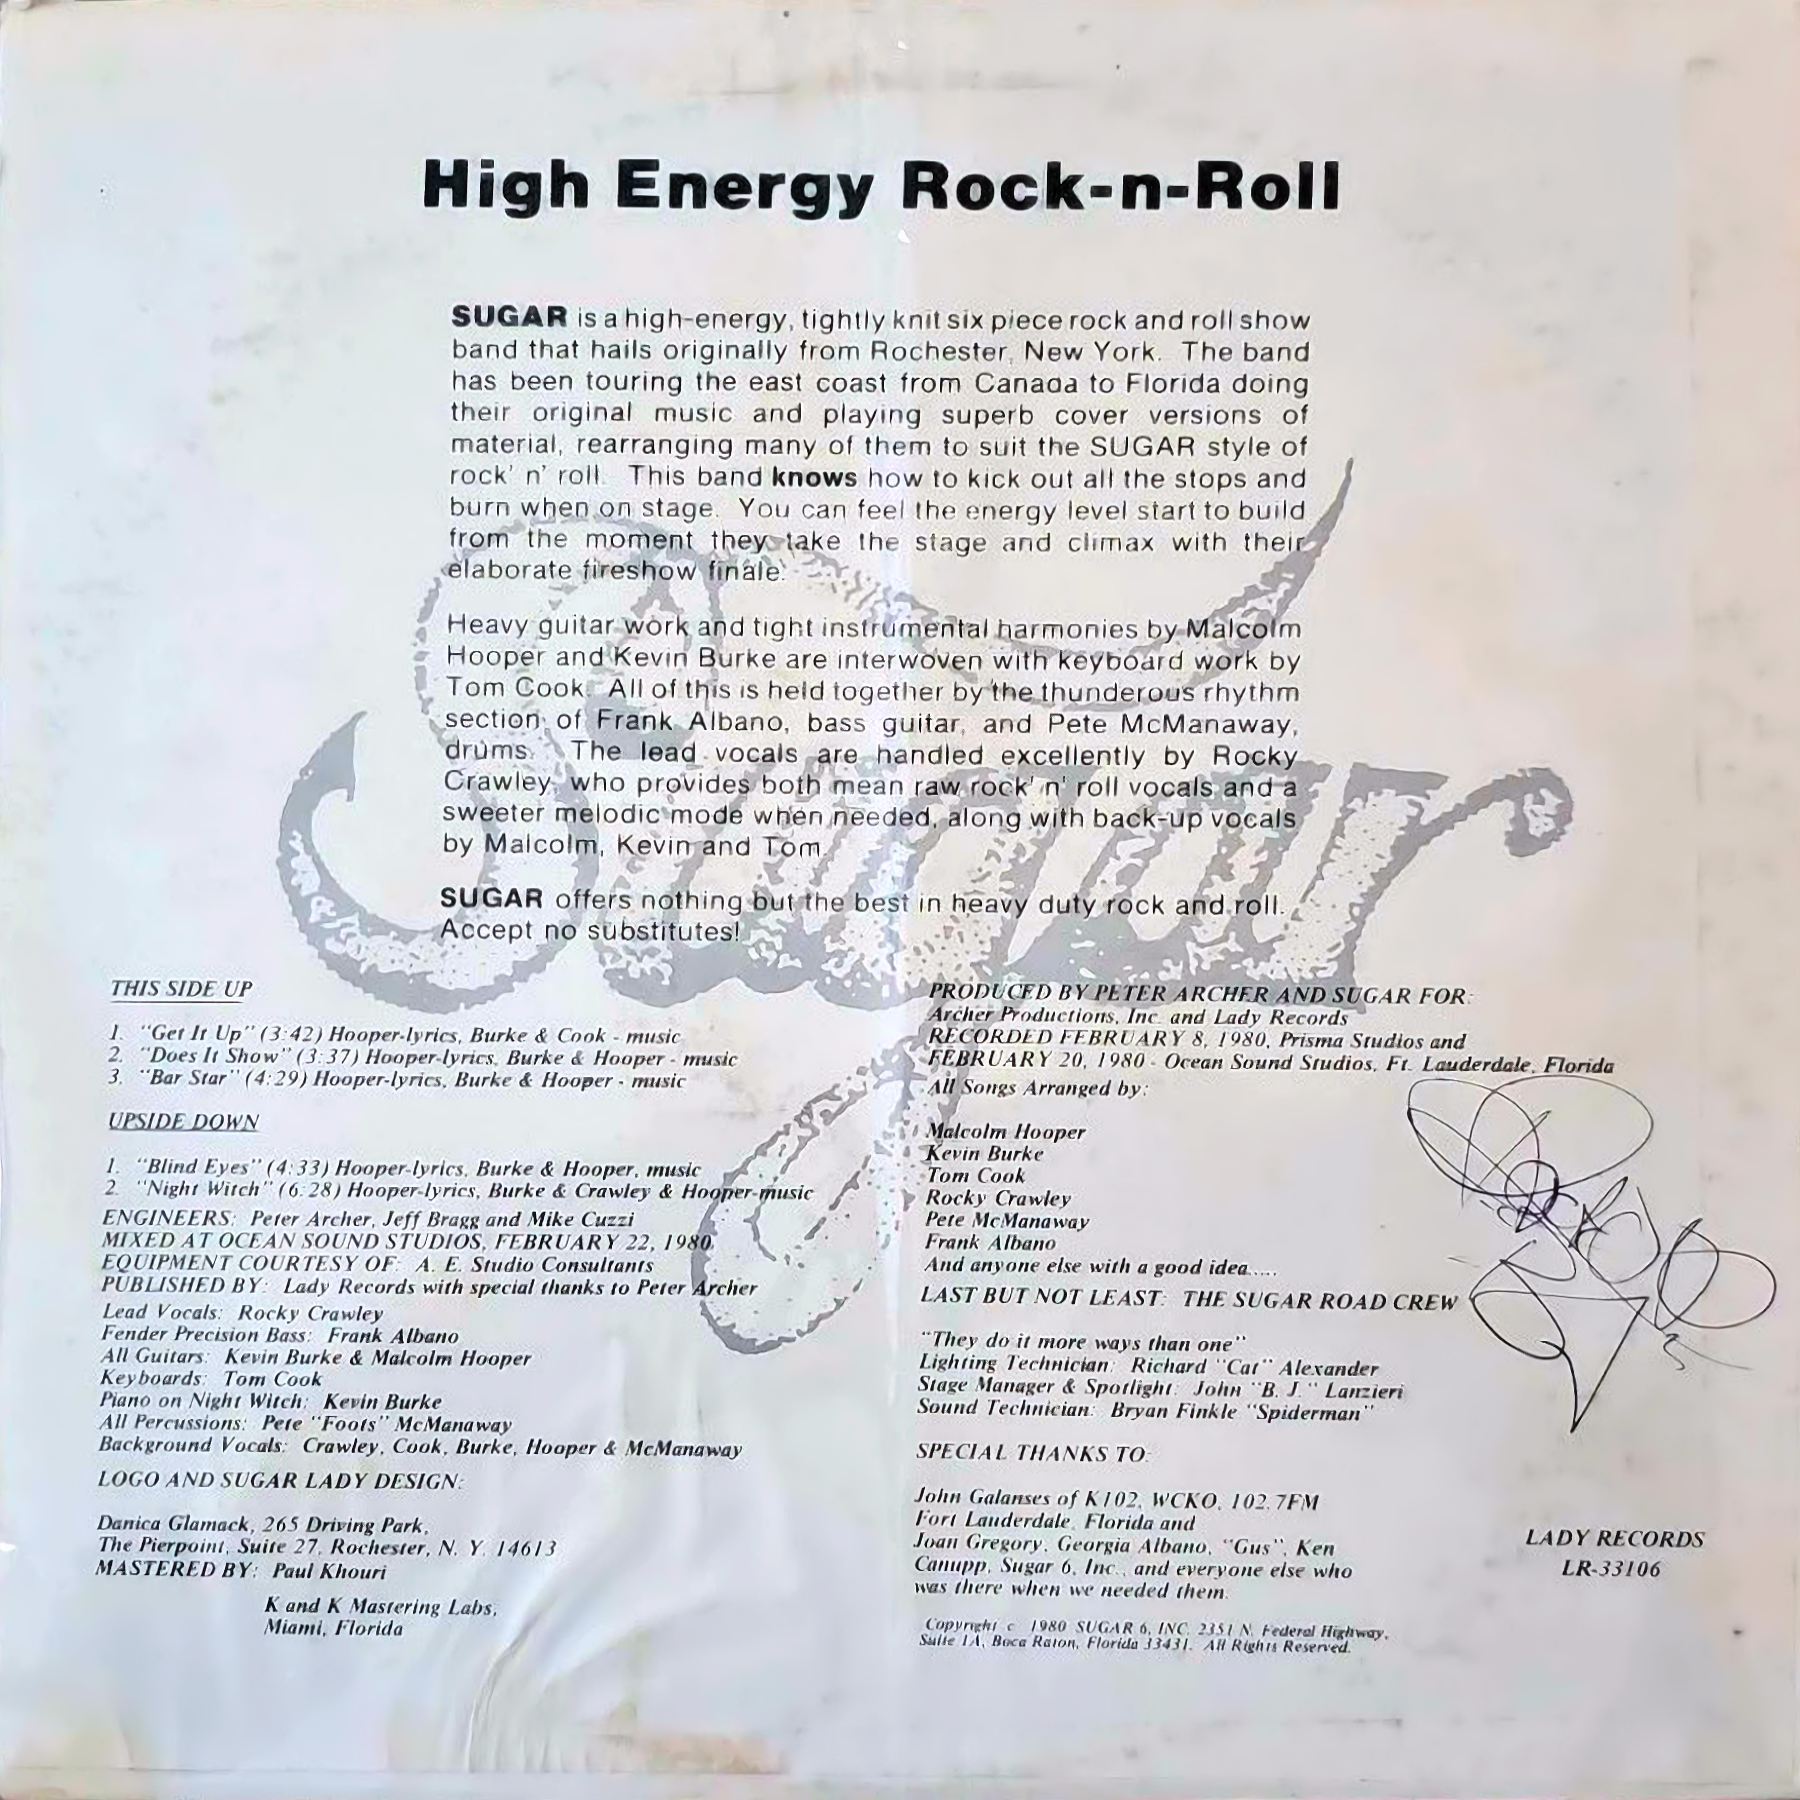 High Energy Rock-n-Roll
SUGAR is a high-energy, tightly knit six piece rock and roll show
band that hails originally from Rochester, New York. The band
has been touring the east coast from Canada to Florida doing
their original music and playing superb cover versions of
material, rearranging many of them to suit the SUGAR style of
rock' n' roll. This band knows how to kick out all the stops and
burn when on stage. You can feel the energy level start to build
from the moment they take the stage and climax with their
elaborate fireshow finale.
Heavy guitar work and tight instrumental harmonies by Malcolm
Hooper and Kevin Burke are interwoven with keyboard work by
Tom Cook. All of this is held together by the thunderous rhythm
section of Frank Albano, bass guitar, and Pete McManaway,
drums. The lead vocals are handled excellently by Rocky
Crawley, who provides both mean raw rock' n' roll vocals and a
sweeter melodic mode when needed, along with back-up vocals
by Malcolm, Kevin and Tom.
SUGAR offers nothing but the best in heavy duty rock and roll.
Accept no substitutes!
Sugar
THIS SIDE UP
1. "Get It Up" (3:42) Hooper-lyrics, Burke & Cook - music
2. "Does It Show" (3:37) Hooper-lyrics, Burke & Hooper - music
3. "Bar Star" (4:29) Hooper-lyrics, Burke & Hooper - music
UPSIDE DOWN
1. "Blind Eyes" (4:33) Hooper-lyrics, Burke & Hooper, music
2. "Night Witch" (6:28) Hooper-lyrics, Burke & Crawley & Hooper-music
ENGINEERS: Peter Archer, Jeff Bragg and Mike Cuzzi
MIXED AT OCEAN SOUND STUDIOS, FEBRUARY 22, 1980.
EQUIPMENT COURTESY OF: A. E. Studio Consultants
PUBLISHED BY: Lady Records with special thanks to Peter Archer
Lead Vocals: Rocky Crawley
Fender Precision Bass: Frank Albano
All Guitars: Kevin Burke & Malcolm Hooper
Keyboards: Tom Cook
Piano on Night Witch: Kevin Burke
All Percussions: Pete "Foots" McManaway
Background Vocals: Crawley, Cook, Burke, Hooper & McManaway
LOGO AND SUGAR LADY DESIGN:
Danica Glamack, 265 Driving Park,
The Pierpoint, Suite 27, Rochester, N. Y. 14613
MASTERED BY: Paul Khouri
K and K Mastering Labs,
Miami, Florida
PRODUCED BY PETER ARCHER AND SUGAR FOR:
Archer Productions, Inc. and Lady Records
RECORDED FEBRUARY 8, 1980, Prisma Studios and
FEBRUARY 20, 1980 - Ocean Sound Studios, Ft. Lauderdale, Florida
All Songs Arranged by:
Malcolm Hooper
Kevin Burke
Tom Cook
Rocky Crawley
Pete McManaway
Frank Albano
And anyone else with a good idea.....
LAST BUT NOT LEAST: THE SUGAR ROAD CREW
"They do it more ways than one"
Lighting Technician: Richard "Cat" Alexander
Stage Manager & Spotlight: John "B. J." Lanzieri
Sound Technician: Bryan Finkle "Spiderman"
SPECIAL THANKS TO:
John Galanses of K102, WCKO, 102.7FM
Fort Lauderdale, Florida and
Joan Gregory, Georgia Albano, "Gus", Ken
Canupp, Sugar 6, Inc., and everyone else who
was there when we needed them.
Copyright c 1980 SUGAR 6, INC. 2351 N. Federal Highway,
Suite 1A, Boca Raton, Florida 33431. All Rights Reserved.
LADY RECORDS
LR-33106